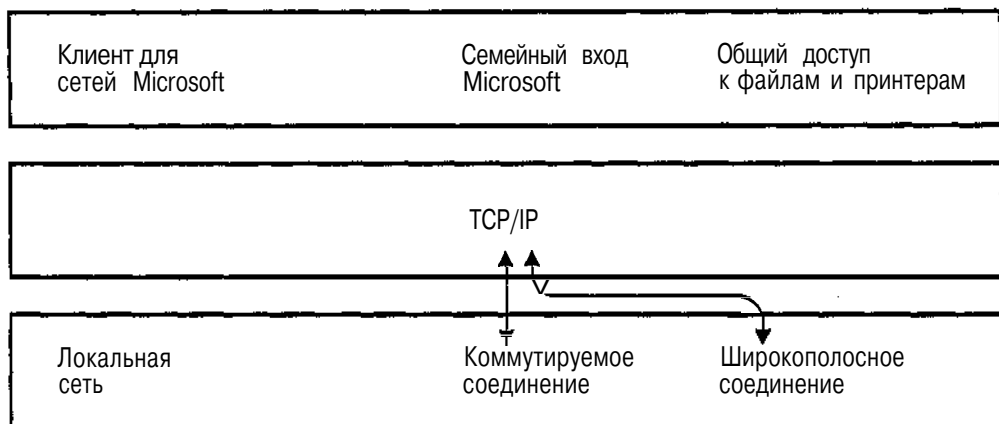 Клиент для
сетей Microsoft
Семейный вход
Microsoft
Общий доступ
к файлам и принтерам
TCP/IP
Локальная
сеть
Коммутируемое
соединение
Широкополосное
соединение